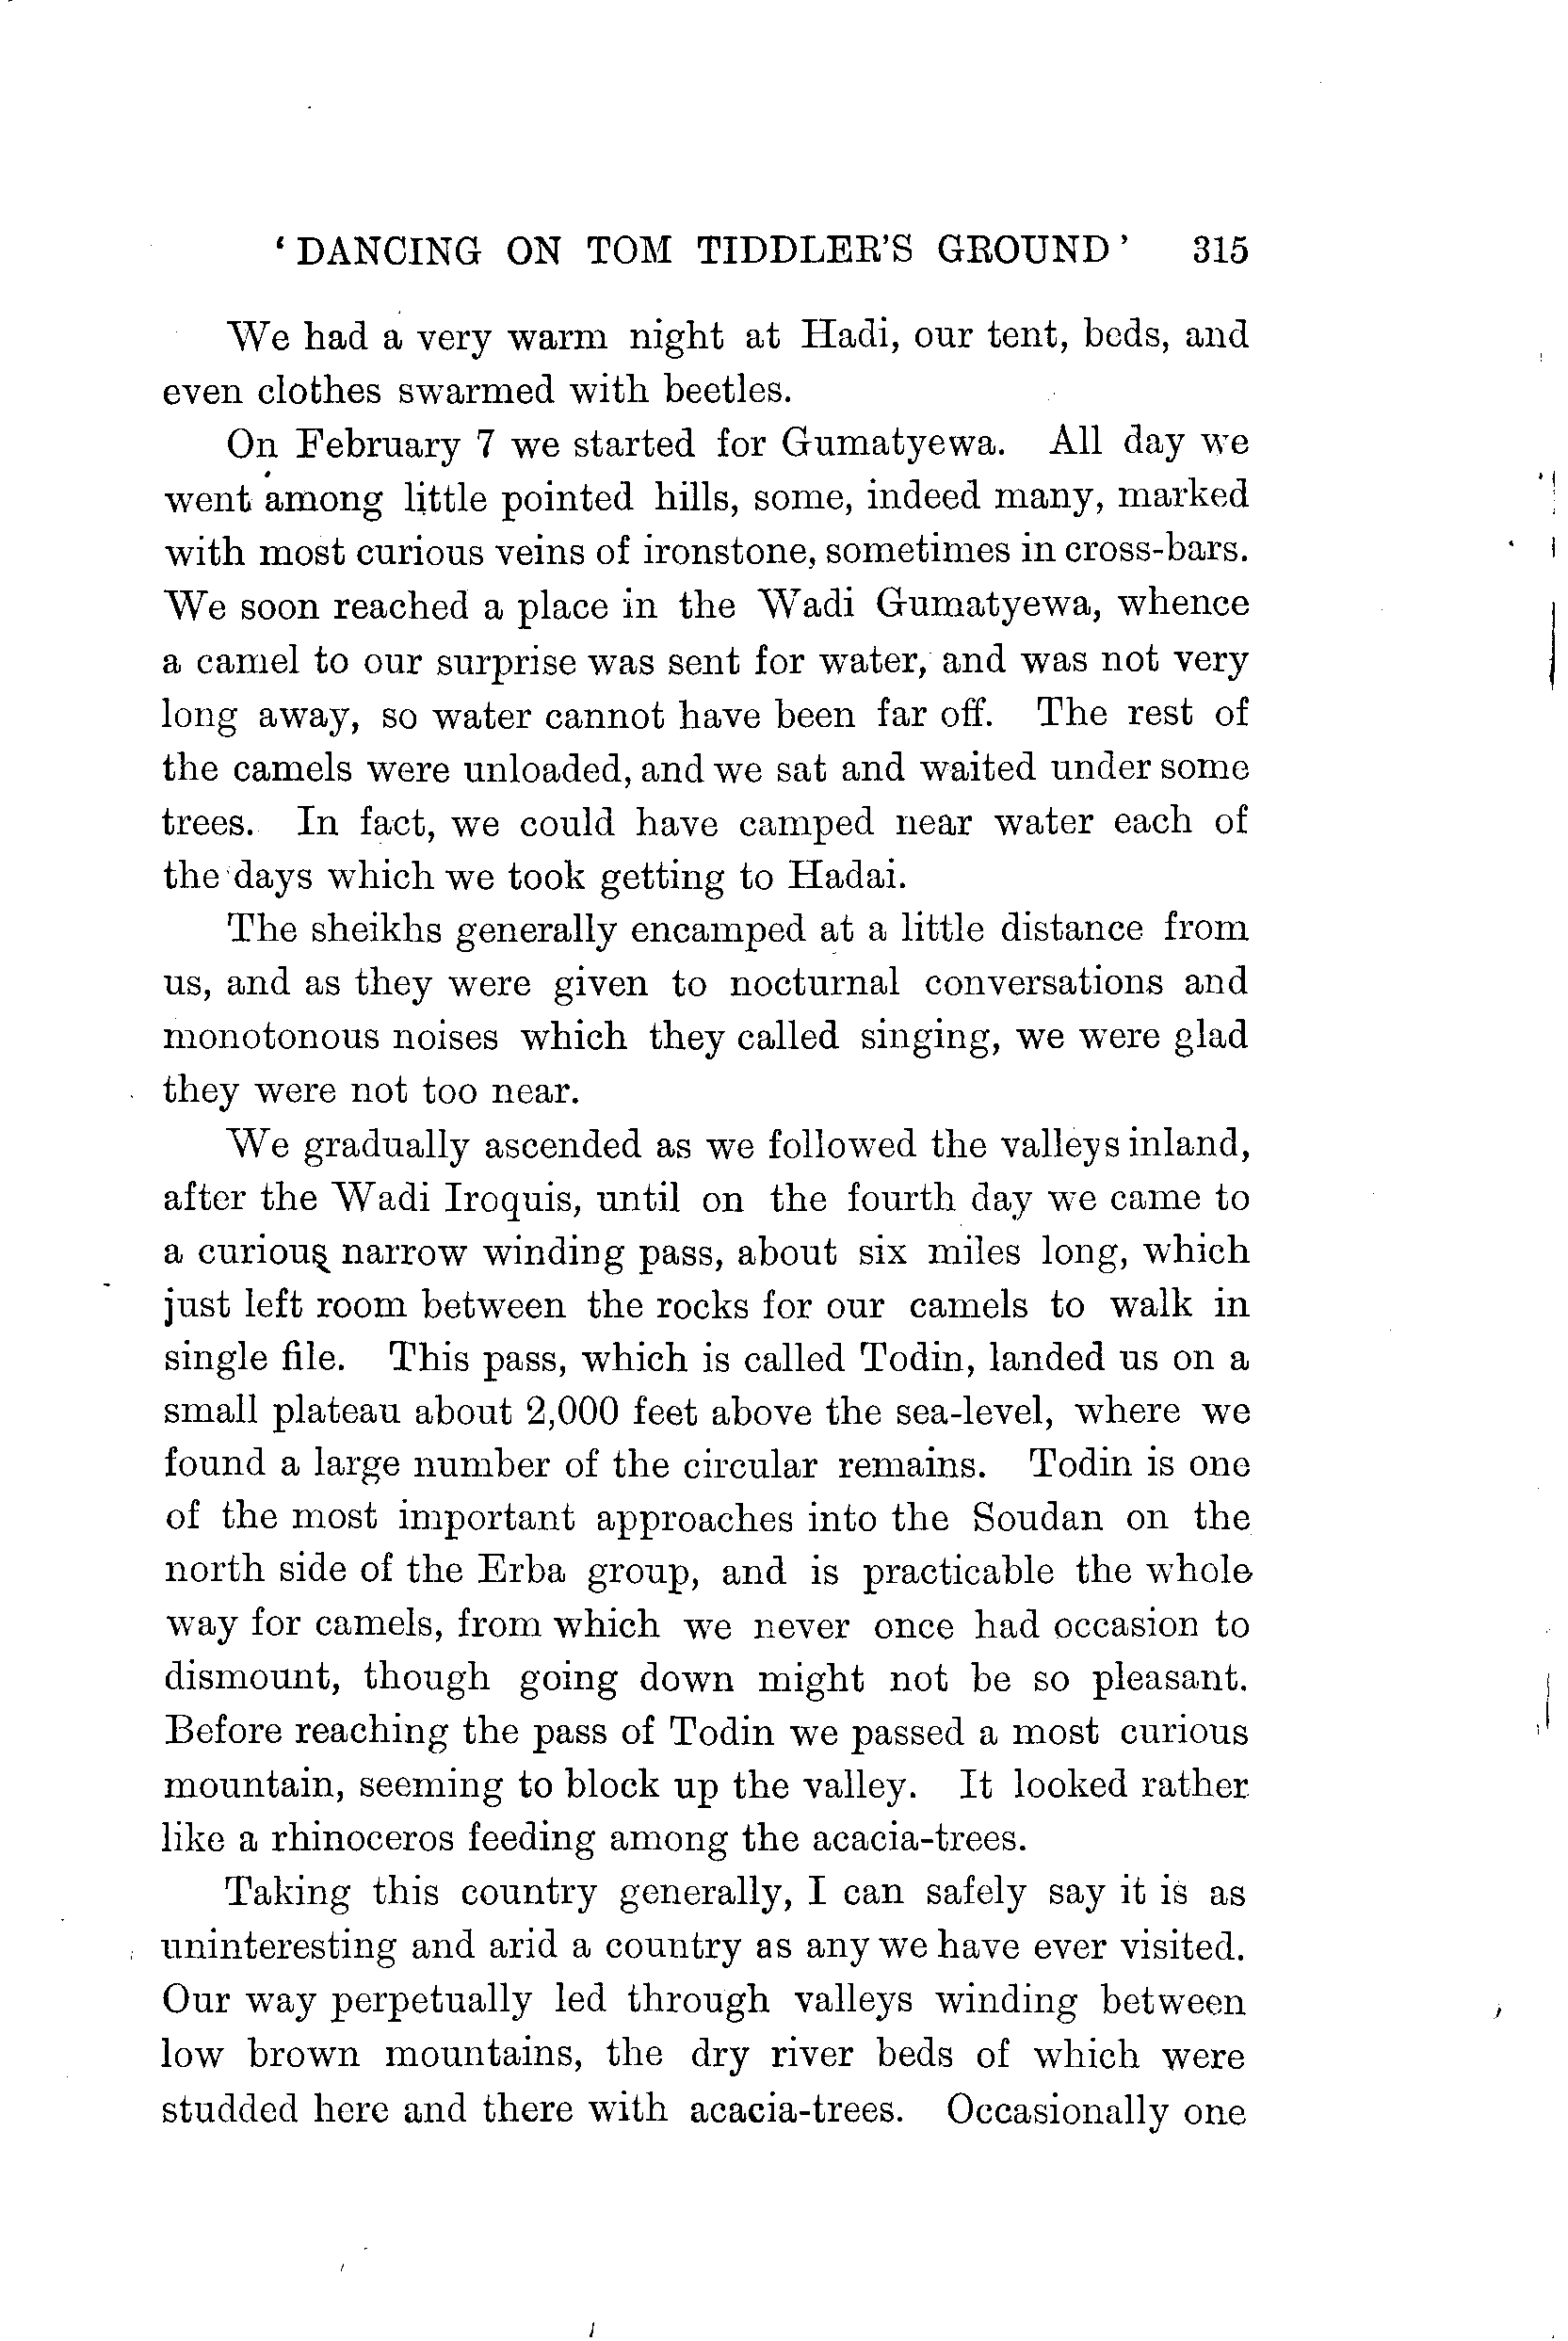 ‘DANCING ON TOM TIDDLER’S GROUND’ 315
We had a very warm night at Hadi, our tent, beds, and
even clothes swarmed with beetles.
On February 7 we started for Gumatyewa. All day we
went among little pointed hills, some, indeed many, marked
with most curious veins of ironstone, sometimes in cross-bars.
We soon reached a place in the Wadi Gumatyewa, whence
a camel to our surprise was sent for water, and was not very
long away, so water cannot have been far off. The rest of
the camels were unloaded, and we sat and waited under some
trees. In fact, we could have camped near water each of
the days which we took getting to Hadai.
The sheikhs generally encamped at a little distance from
us, and as they were given to nocturnal conversations and
monotonous noises which they called singing, we were glad
they were not too near.
We gradually ascended as we followed the valleys inland,
after the Wadi Iroquis, until on the fourth day we came to
a curious narrow winding pass, about six miles long, which
just left room between the rocks for our camels to walk in
single file. This pass, which is called Todin, landed us on a
small plateau about 2,000 feet above the sea-level, where we
found a large number of the circular remains. Todin is one
of the most important approaches into the Soudan on the
north side of the Erba group, and is practicable the whole
way for camels, from which we never once had occasion to
dismount, though going down might not be so pleasant.
Before reaching the pass of Todin we passed a most curious
mountain, seeming to block up the valley. It looked rather
like a rhinoceros feeding among the acacia-trees.
Taking this country generally, I can safely say it is as
uninteresting and arid a country as any we have ever visited.
Our way perpetually led through valleys winding between
low brown mountains, the dry river beds of which were
studded here and there with acacia-trees. Occasionally one